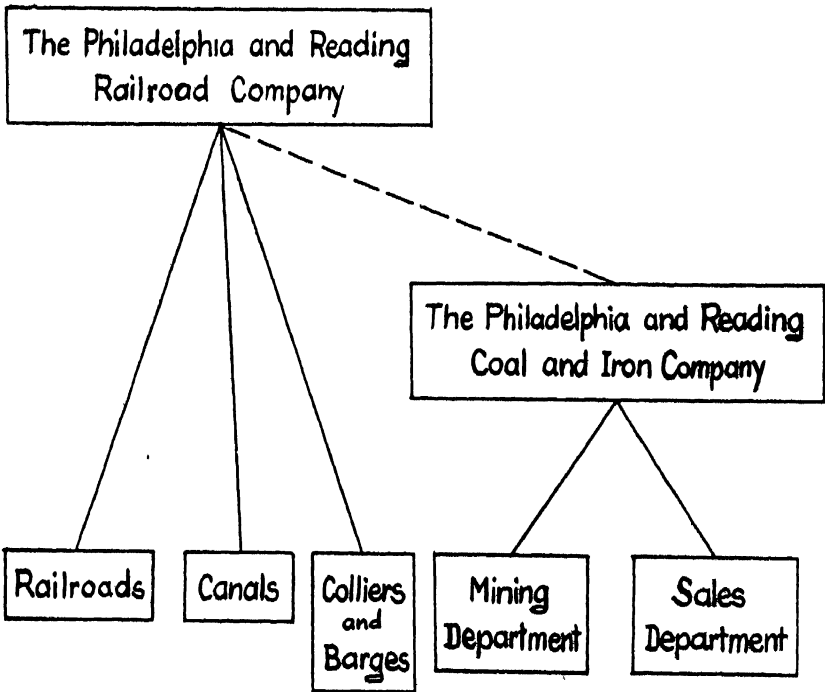 The Philadelphia and Reading
Railroad Company
The Philadelphia and Reading
Coal and Iron Company
Railroads
Canals
Colliers
and
Barges
Mining
Department
Sales
Department